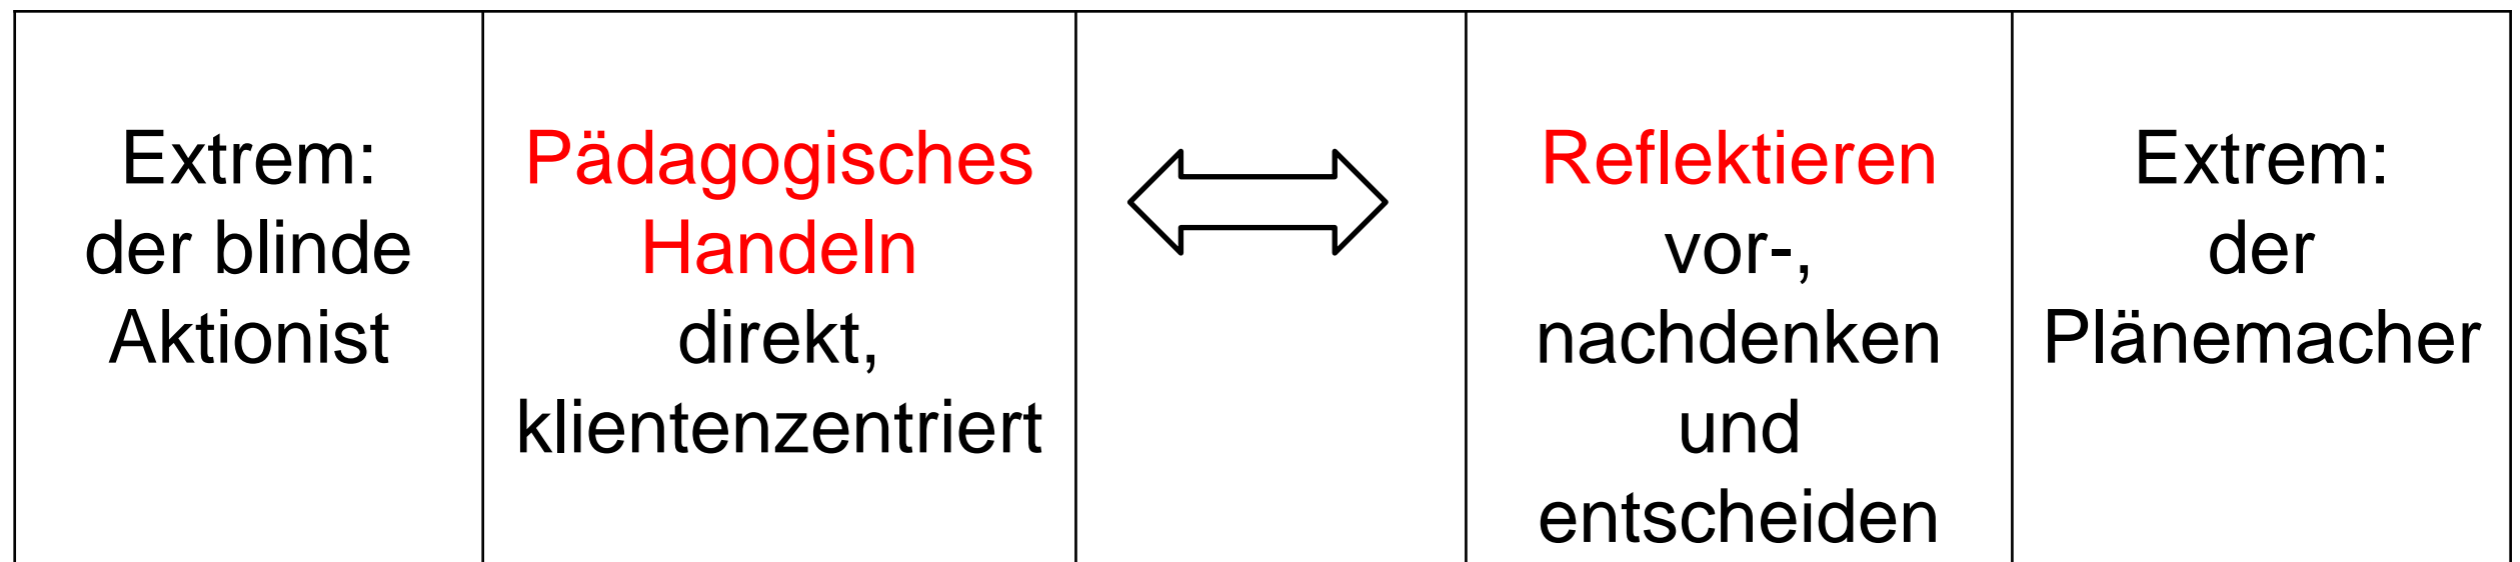 Extrem:
der blinde
Aktionist
Pädagogisches
Handeln
direkt,
klientenzentriert
Reflektieren
vor-,
nachdenken
und
entscheiden
Extrem:
der
Plänemacher